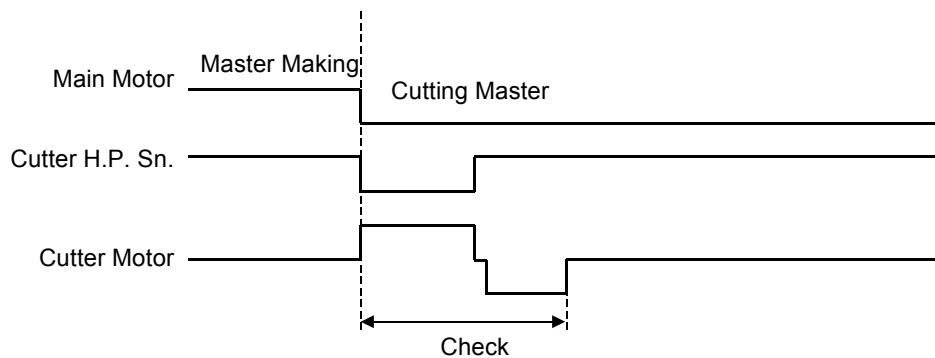 Master Making
Main Motor
Cutting Master
Cutter H.P. Sn.
Cutter Motor
Check